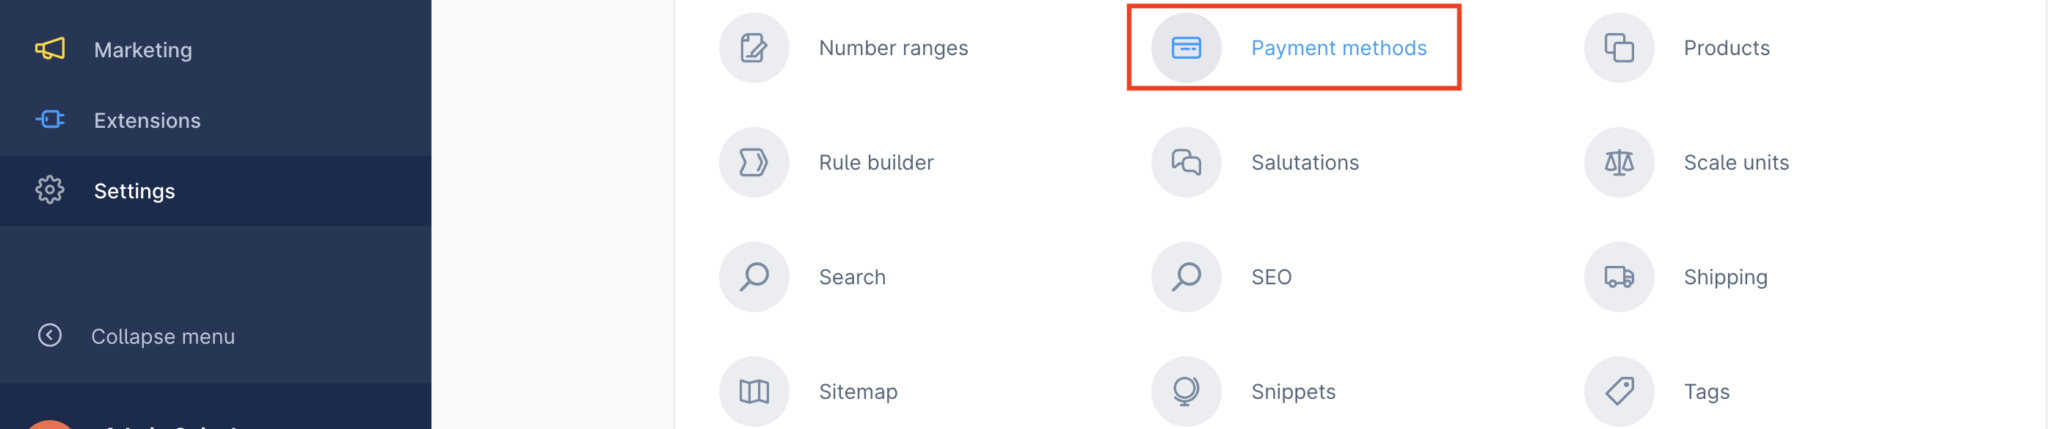 Marketing
Extensions
Settings
Collapse menu
Number ranges
Payment methods
Products
Rule builder
Salutations
Scale units
Search
SEO
Shipping
Sitemap
Snippets
Tags